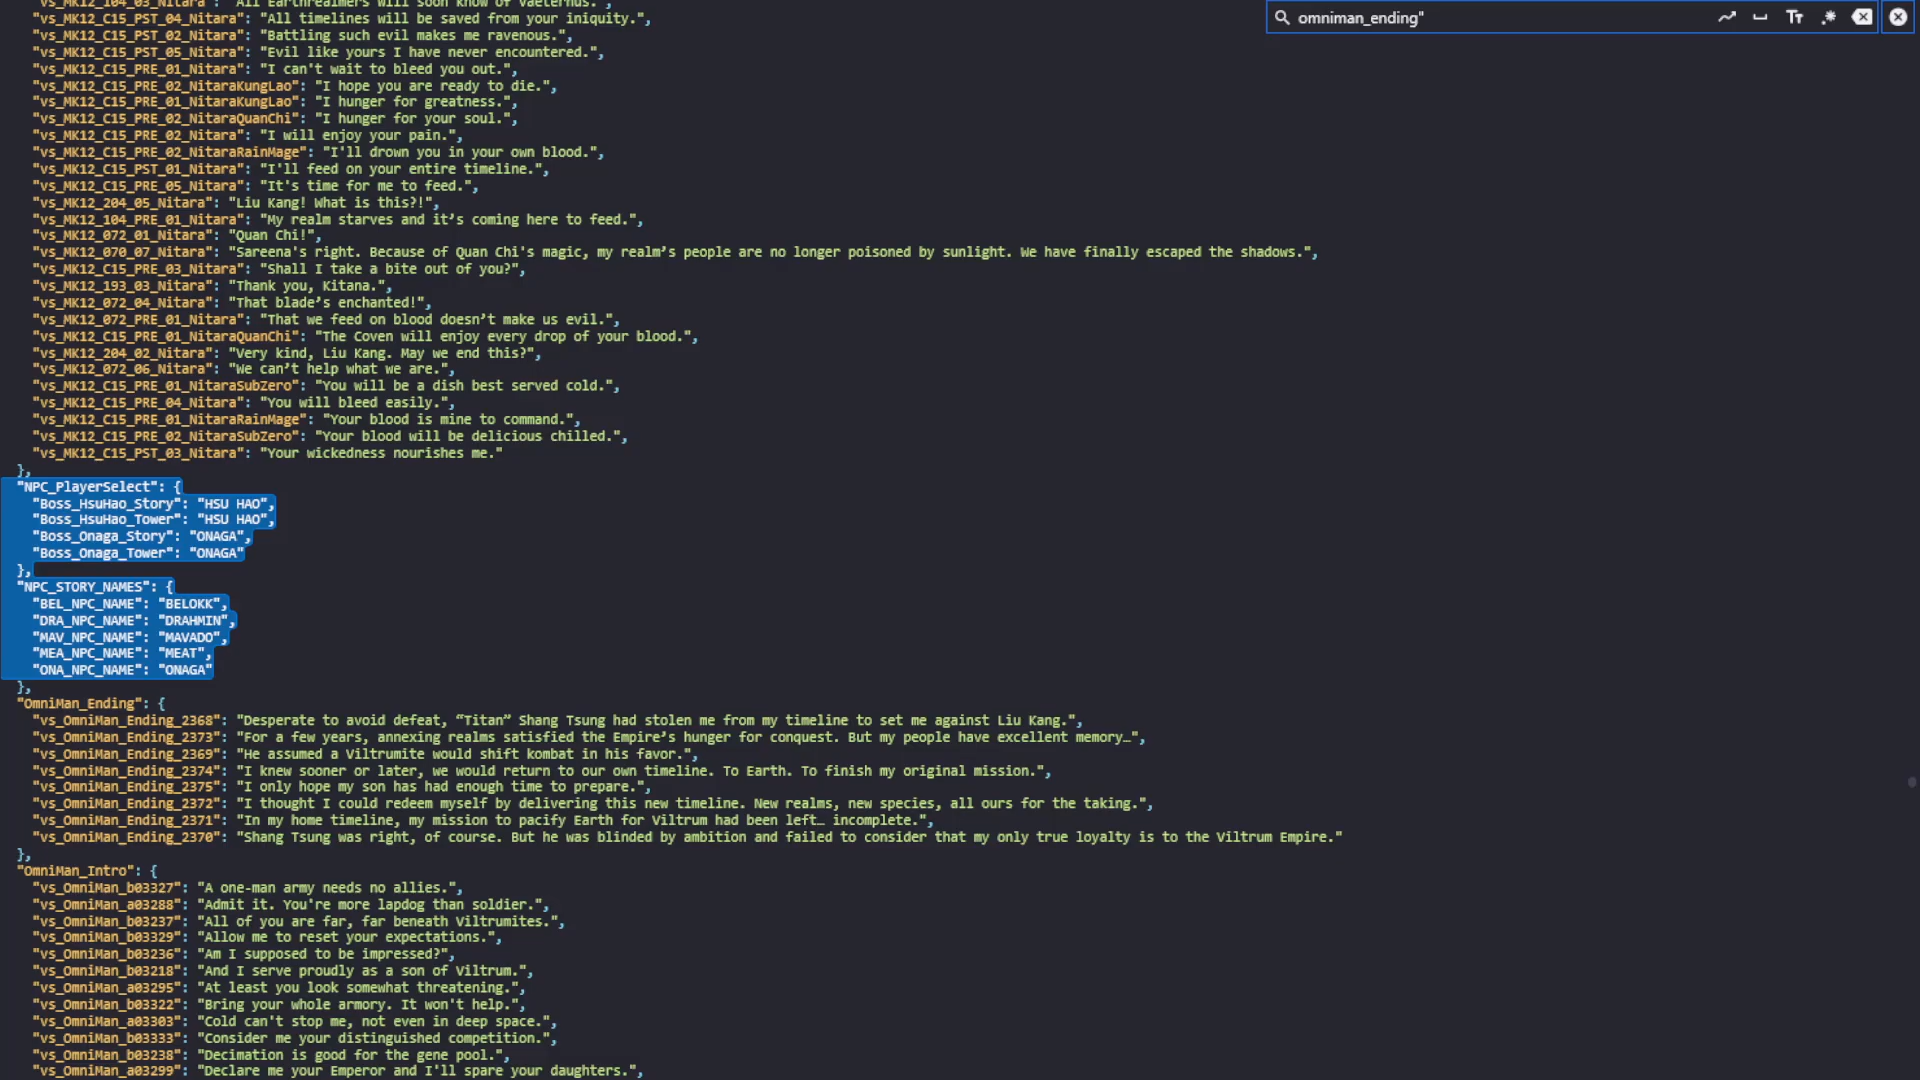 "vs_MK12_104_03_Nitara": "All Earthrealmers will soon know of Vaeternus.",
"vs_MK12_C15_PST_04_Nitara": "All timelines will be saved from your iniquity.",
"vs_MK12_C15_PST_02_Nitara": "Battling such evil makes me ravenous.",
"vs_MK12_C15_PST_05_Nitara": "Evil like yours I have never encountered.",
"vs_MK12_C15_PRE_01_Nitara": "I can't wait to bleed you out.",
"vs_MK12_C15_PRE_02_NitaraKungLao": "I hope you are ready to die.",
"vs_MK12_C15_PRE_01_NitaraKungLao": "I hunger for greatness.",
"vs_MK12_C15_PRE_02_NitaraQuanChi": "I hunger for your soul.",
"vs_MK12_C15_PRE_02_Nitara": "I will enjoy your pain.",
"vs_MK12_C15_PRE_02_NitaraRainMage": "I'll drown you in your own blood.",
"vs_MK12_C15_PST_01_Nitara": "I'll feed on your entire timeline.",
"vs_MK12_C15_PRE_05_Nitara": "It's time for me to feed.",
"vs_MK12_204_05_Nitara": "Liu Kang! What is this?!",
"vs_MK12_104_PRE_01_Nitara": "My realm starves and it’s coming here to feed.",
"vs_MK12_072_01_Nitara": "Quan Chi!",
"vs_MK12_070_07_Nitara": "Sareena's right. Because of Quan Chi's magic, my realm’s people are no longer poisoned by sunlight. We have finally escaped the shadows.",
"vs_MK12_C15_PRE_03_Nitara": "Shall I take a bite out of you?",
"vs_MK12_193_03_Nitara": "Thank you, Kitana.",
"vs_MK12_072_04_Nitara": "That blade’s enchanted!",
"vs_MK12_072_PRE_01_Nitara": "That we feed on blood doesn’t make us evil.",
"vs_MK12_C15_PRE_01_NitaraQuanChi": "The Coven will enjoy every drop of your blood.",
"vs_MK12_204_02_Nitara": "Very kind, Liu Kang. May we end this?",
"vs_MK12_072_06_Nitara": "We can’t help what we are.",
"vs_MK12_C15_PRE_01_NitaraSubZero": "You will be a dish best served cold.",
"vs_MK12_C15_PRE_04_Nitara": "You will bleed easily.",
"vs_MK12_C15_PRE_01_NitaraRainMage": "Your blood is mine to command.",
"vs_MK12_C15_PRE_02_NitaraSubZero": "Your blood will be delicious chilled.",
"vs_MK12_C15_PST_03_Nitara": "Your wickedness nourishes me."
},
"NPC_PlayerSelect": {
"Boss_HsuHao_Story": "HSU HAO",
"Boss_HsuHao_Tower": "HSU HAO",
"Boss_Onaga_Story": "ONAGA",
"Boss_Onaga_Tower": "ONAGA"
},
"NPC_STORY_NAMES": {
"BEL_NPC_NAME": "BELOKK",
"DRA_NPC_NAME": "DRAHMIN",
"MAV_NPC_NAME": "MAVADO",
"MEA_NPC_NAME": "MEAT",
"ONA_NPC_NAME": "ONAGA"
},
"OmniMan_Ending": {
"vs_OmniMan_Ending_2368": "Desperate to avoid defeat, “Titan” Shang Tsung had stolen me from my timeline to set me against Liu Kang.",
"vs_OmniMan_Ending_2373": "For a few years, annexing realms satisfied the Empire’s hunger for conquest. But my people have excellent memory…",
"vs_OmniMan_Ending_2369": "He assumed a Viltrumite would shift kombat in his favor.",
"vs_OmniMan_Ending_2374": "I knew sooner or later, we would return to our own timeline. To Earth. To finish my original mission.",
"vs_OmniMan_Ending_2375": "I only hope my son has had enough time to prepare.",
"vs_OmniMan_Ending_2372": "I thought I could redeem myself by delivering this new timeline. New realms, new species, all ours for the taking.",
"vs_OmniMan_Ending_2371": "In my home timeline, my mission to pacify Earth for Viltrum had been left… incomplete.",
"vs_OmniMan_Ending_2370": "Shang Tsung was right, of course. But he was blinded by ambition and failed to consider that my only true loyalty is to the Viltrum Empire."
},
"OmniMan_Intro": {
"vs_OmniMan_b03327": "A one-man army needs no allies.",
"vs_OmniMan_a03288": "Admit it. You're more lapdog than soldier.",
"vs_OmniMan_b03237": "All of you are far, far beneath Viltrumites.",
"vs_OmniMan_b03329": "Allow me to reset your expectations.",
"vs_OmniMan_b03236": "Am I supposed to be impressed?",
"vs_OmniMan_b03218": "And I serve proudly as a son of Viltrum.",
"vs_OmniMan_a03295": "At least you look somewhat threatening.",
"vs_OmniMan_b03322": "Bring your whole armory. It won't help.",
"vs_OmniMan_a03303": "Cold can't stop me, not even in deep space.",
"vs_OmniMan_b03333": "Consider me your distinguished competition.",
"vs_OmniMan_b03238": "Decimation is good for the gene pool.",
"vs_OmniMan_a03299": "Declare me your Emperor and I'll spare your daughters.",
omniman_ending"
Tт
.*